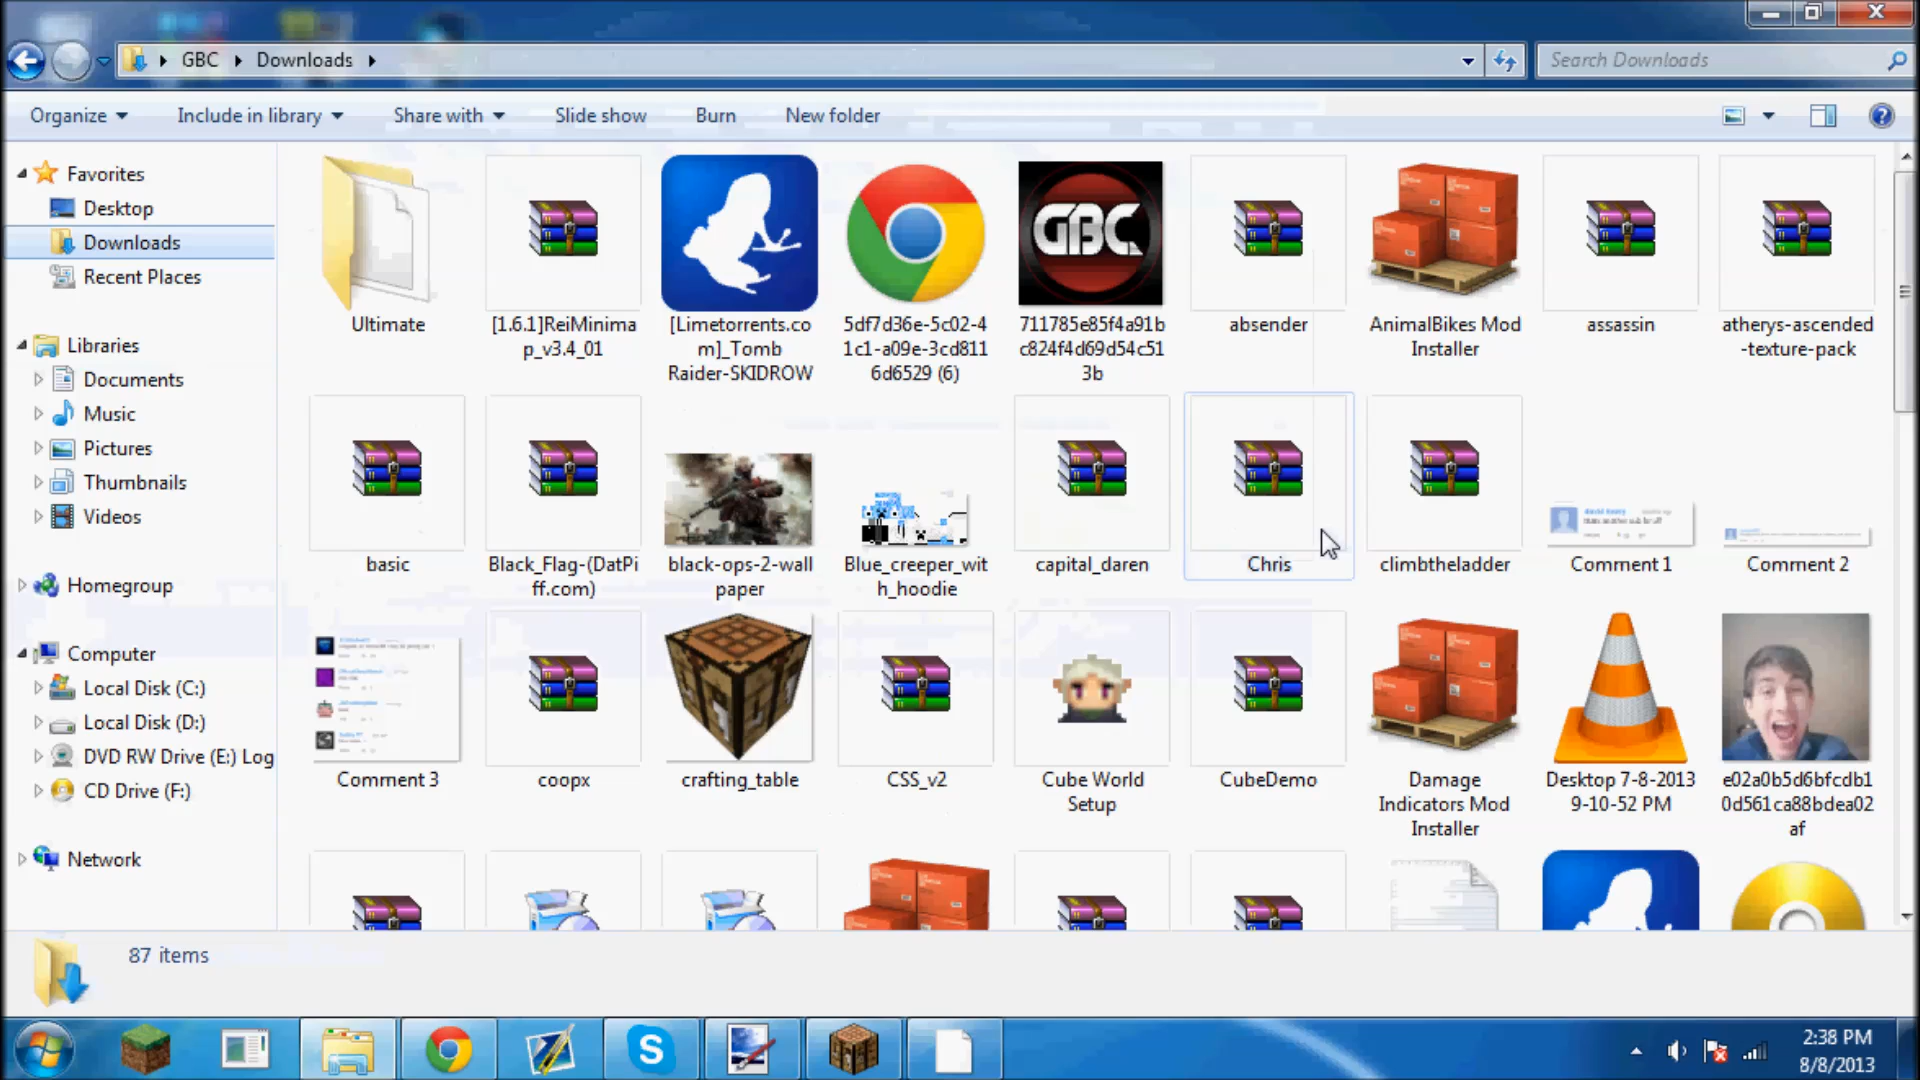 GBC
Downloads
Search Downloads
Organize
Include in library
Share with
Slide show
Burn
New folder
Favorites
Desktop
Downloads
Recent Places
Libraries
Documents
Music
Pictures
Thumbnails
Videos
Homegroup
Computer
Local Disk (C:)
Local Disk (D:)
DVD RW Drive (E:) Log
CD Drive (F:)
Network
GBC
Ultimate
[1.6.1]ReiMinima
p_v3.4_01
[Limetorrents.co
m]_Tomb
Raider-SKIDROW
5df7d36e-5c02-4
1c1-a09e-3cd811
6d6529 (6)
711785e85f4a91b
c824f4d69d54c51
3b
absender
AnimalBikes Mod
Installer
assassin
atherys-ascended
-texture-pack
basic
Black_Flag-(DatPi
ff.com)
black-ops-2-wall
paper
Blue_creeper_wit
h_hoodie
capital_daren
Chris
climbtheladder
Comment 1
Comment 2
Comment 3
coopx
crafting_table
CSS_v2
Cube World
Setup
CubeDemo
Damage
Indicators Mod
Installer
Desktop 7-8-2013
9-10-52 PM
e02a0b5d6bfcdb1
0d561ca88bdea02
af
87 items
2:38 PM
8/8/2013